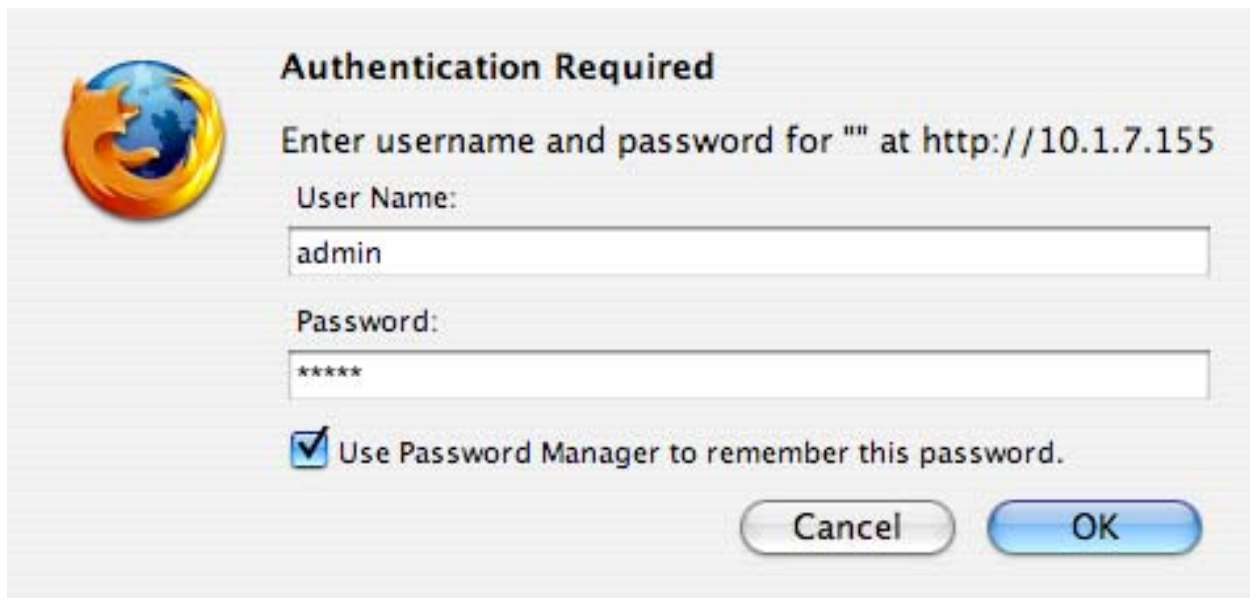 Authentication Required
Enter username and password for "" at http://10.1.7.155
User Name:
admin
Password:
*****
Use Password Manager to remember this password.
Cancel OK